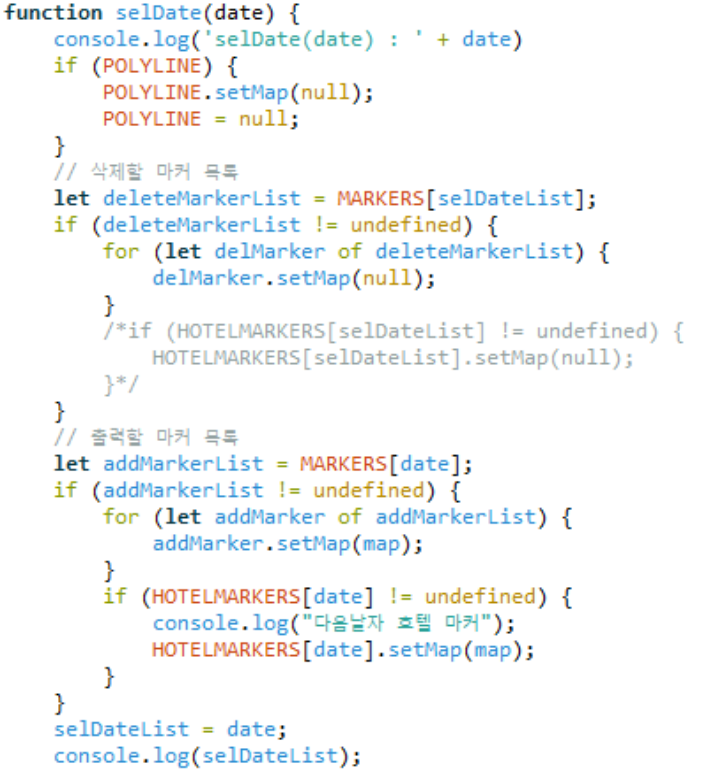 function selDate(date) {
    console.log('selDate(date) : ' + date)
    if (POLYLINE) {
        POLYLINE.setMap(null);
        POLYLINE = null;
    }
    // 삭제할 마커 목록
    let deleteMarkerList = MARKERS[selDateList];
    if (deleteMarkerList != undefined) {
        for (let delMarker of deleteMarkerList) {
            delMarker.setMap(null);
        }
        /*if (HOTELMARKERS[selDateList] != undefined) {
            HOTELMARKERS[selDateList].setMap(null);
        }*/
    }
    // 출력할 마커 목록
    let addMarkerList = MARKERS[date];
    if (addMarkerList != undefined) {
        for (let addMarker of addMarkerList) {
            addMarker.setMap(map);
        }
        if (HOTELMARKERS[date] != undefined) {
            console.log("다음날자 호텔 마커");
            HOTELMARKERS[date].setMap(map);
        }
    }
    selDateList = date;
    console.log(selDateList);